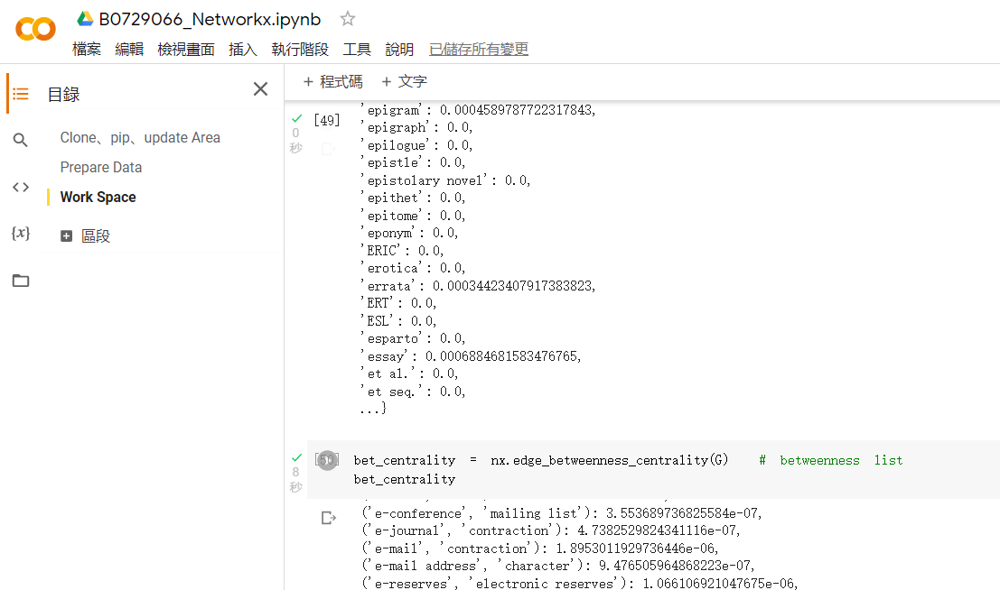 B0729066_Networkx.ipynb
檔案 編輯 檢視畫面 插入 執行階段 工具 說明 已儲存所有變更
目錄
Clone、pip、update Area
Prepare Data
Work Space
區段
{x}
+ 程式碼 + 文字
[49]
0
秒
'epigram': 0.0004589787722317843,
'epigraph': 0.0,
'epilogue': 0.0,
'epistle': 0.0,
'epistolary novel': 0.0,
'epithet': 0.0,
'epitome': 0.0,
'eponym': 0.0,
'ERIC': 0.0,
'erotica': 0.0,
'errata': 0.00034423407917383823,
'ERT': 0.0,
'ESL': 0.0,
'esparto': 0.0,
'essay': 0.0006884681583476765,
'et al.': 0.0,
'et seq.': 0.0,
...}
8
秒
bet_centrality = nx.edge_betweenness_centrality(G) # betweenness list
bet_centrality
('e-conference', 'mailing list'): 3.553689736825584e-07,
('e-journal', 'contraction'): 4.7382529824341116e-07,
('e-mail', 'contraction'): 1.8953011929736446e-06,
('e-mail address', 'character'): 9.476505964868223e-07,
('e-reserves', 'electronic reserves'): 1.066106921047675e-06,